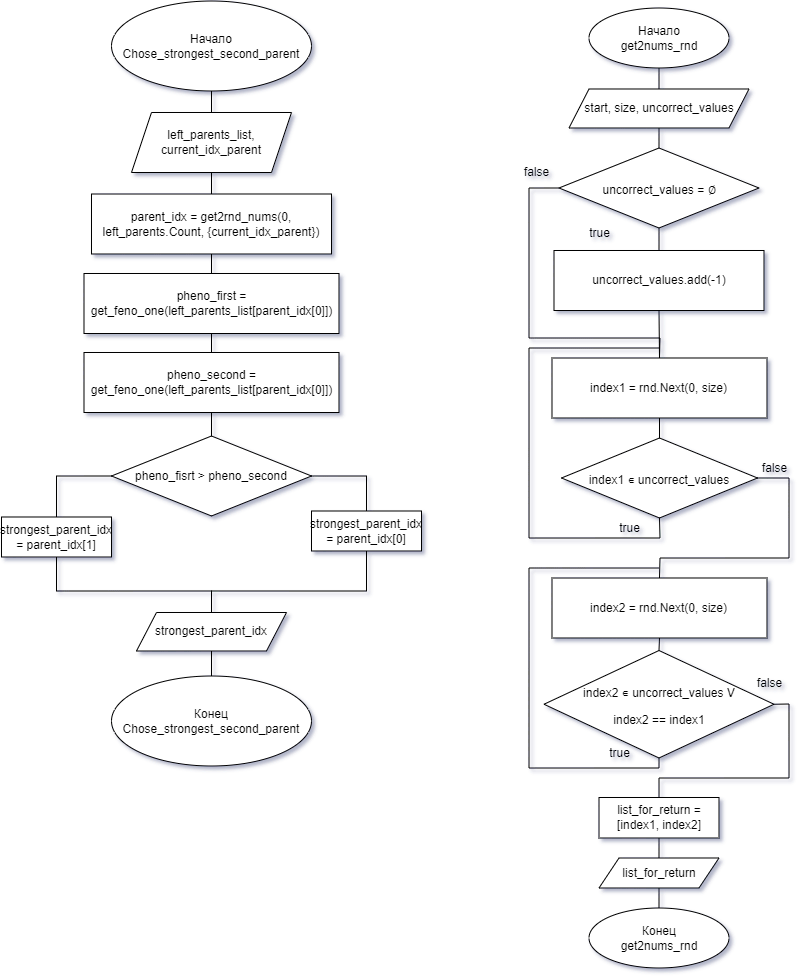 Начало
Chose_strongest_second_parent
left_parents_list,
current_idx_parent
parent_idx = get2rnd_nums(0,
left_parents.Count, {current_idx_parent})
pheno_first =
get_feno_one(left_parents_list[parent_idx[0]])
pheno_second =
get_feno_one(left_parents_list[parent_idx[0]])
pheno_fisrt > pheno_second
strongest_parent_idx
= parent_idx[1]
strongest_parent_idx
= parent_idx[0]
strongest_parent_idx
Конец
Chose_strongest_second_parent
Начало
get2nums_rnd
start, size, uncorrect_values
false
uncorrect_values = ∅
true
uncorrect_values.add(-1)
index1 = rnd.Next(0, size)
false
index1 ∊ uncorrect_values
true
index2 = rnd.Next(0, size)
false
index2 ∊ uncorrect_values V
index2 == index1
true
list_for_return =
[index1, index2]
list_for_return
Конец
get2nums_rnd